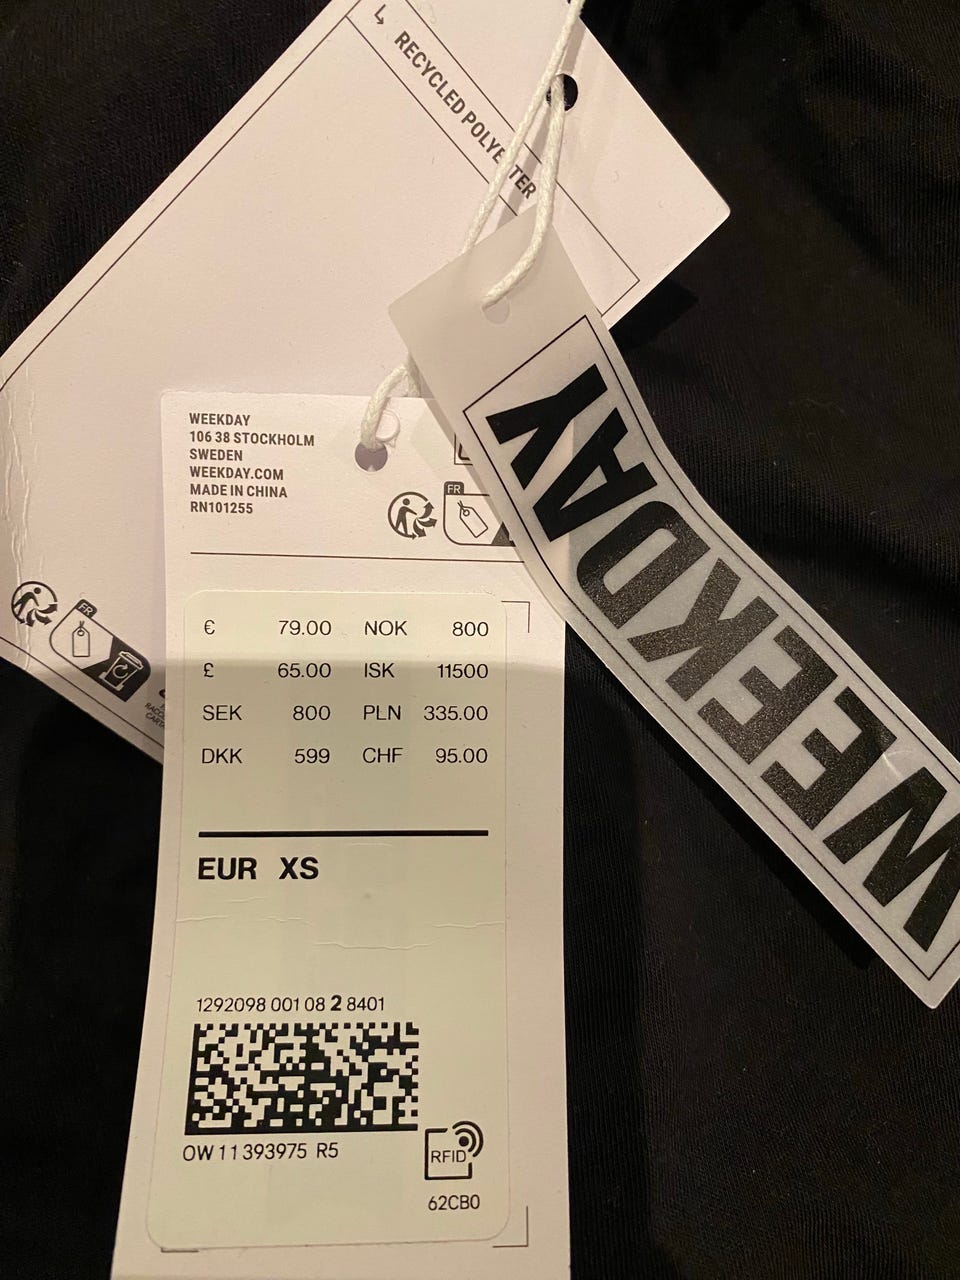 ↳ RECYCLED POLYESTER
WEEKDAY
WEEKDAY
106 38 STOCKHOLM
SWEDEN
WEEKDAY.COM
MADE IN CHINA
RN101255
FR
FR
€ 79.00 NOK 800
£ 65.00 ISK 11500
SEK 800 PLN 335.00
DKK 599 CHF 95.00
EUR XS
1292098 001 08 2 8401
OW 11 393975 R5
RFID
62CB0